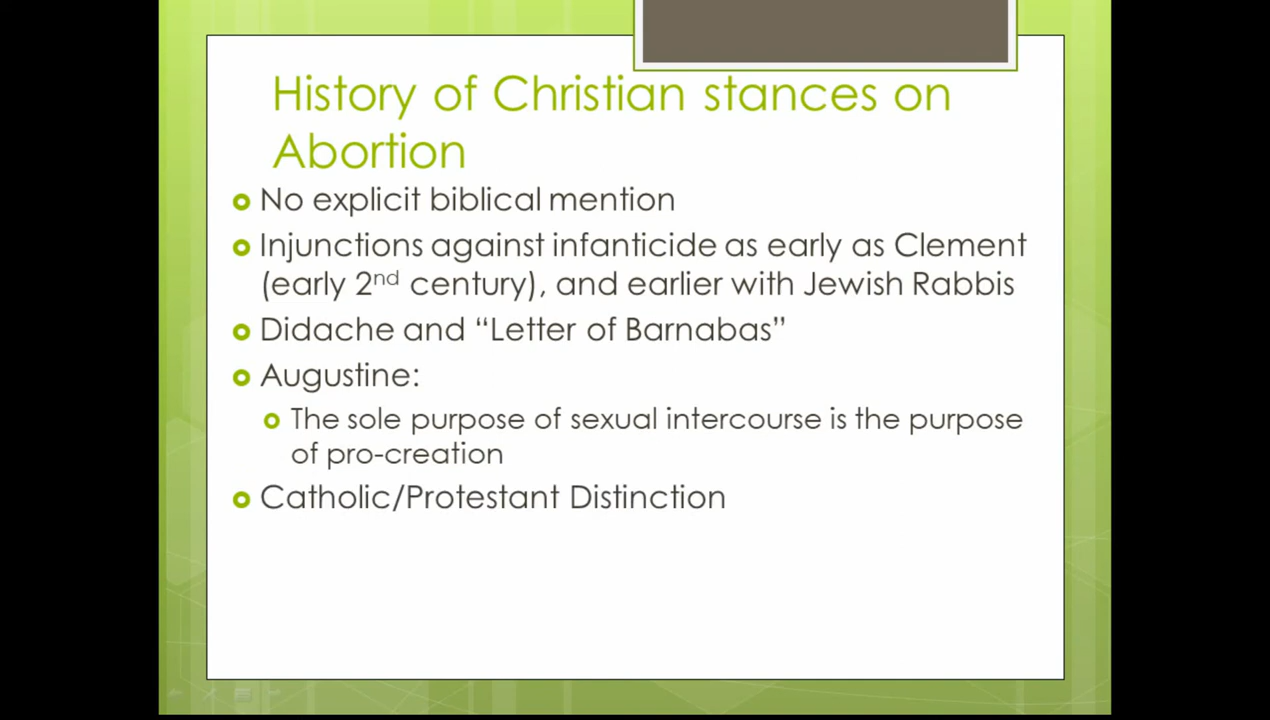 History of Christian stances on
Abortion
No explicit biblical mention
Injunctions against infanticide as early as Clement
(early 2nd century), and earlier with Jewish Rabbis
Didache and “Letter of Barnabas”
Augustine:
The sole purpose of sexual intercourse is the purpose
of pro-creation
Catholic/Protestant Distinction